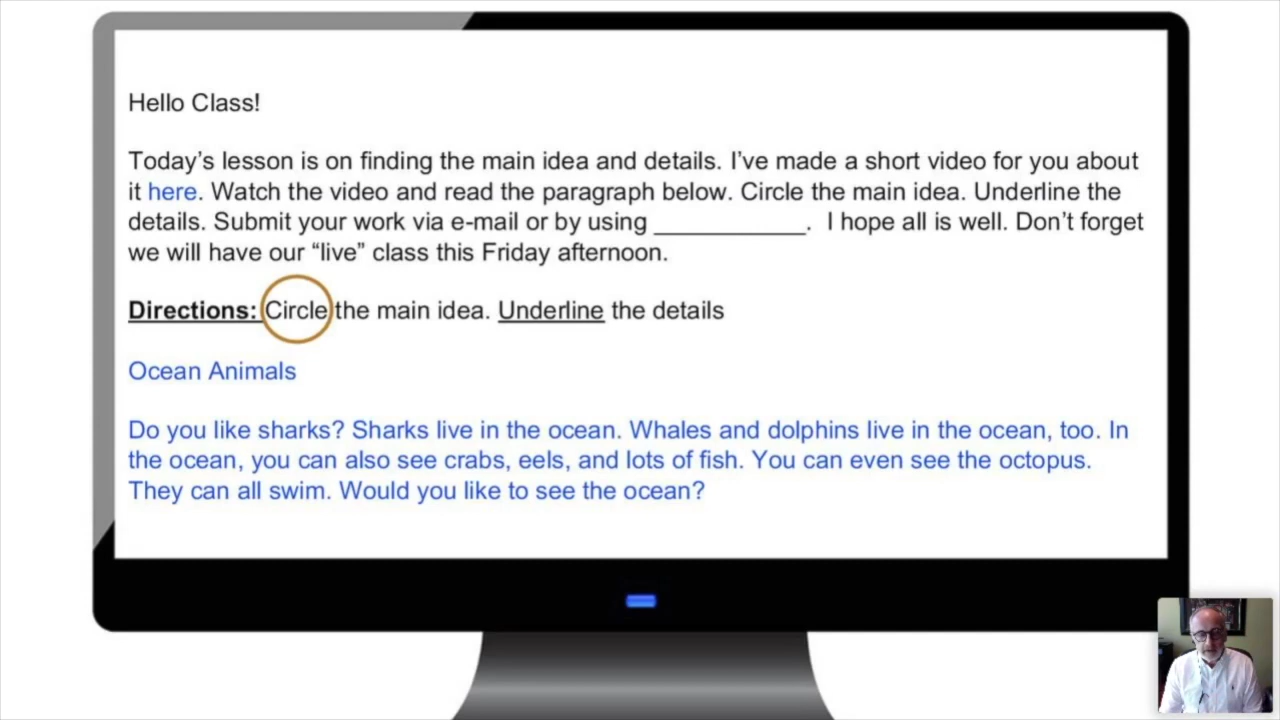 Hello Class!
Today’s lesson is on finding the main idea and details. I’ve made a short video for you about
it here. Watch the video and read the paragraph below. Circle the main idea. Underline the
details. Submit your work via e-mail or by using ___________. I hope all is well. Don’t forget
we will have our “live” class this Friday afternoon.
Directions: Circle the main idea. Underline the details
Ocean Animals
Do you like sharks? Sharks live in the ocean. Whales and dolphins live in the ocean, too. In
the ocean, you can also see crabs, eels, and lots of fish. You can even see the octopus.
They can all swim. Would you like to see the ocean?